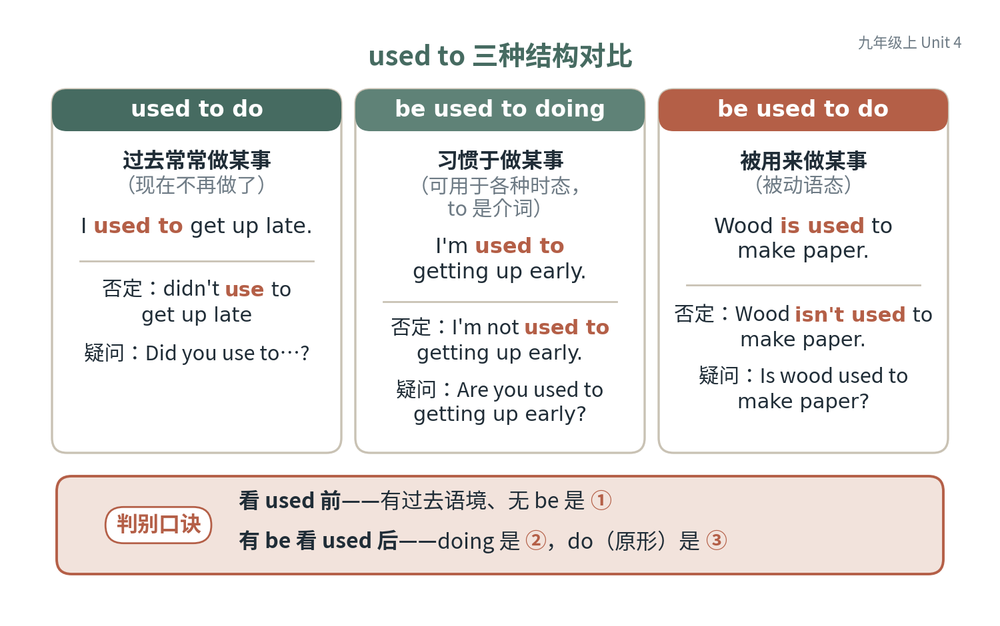 九年级上 Unit 4
used to 三种结构对比
used to do
过去常常做某事
（现在不再做了）
I used to get up late.
否定：didn't use to
get up late
疑问：Did you use to…?
be used to doing
习惯于做某事
（可用于各种时态，
to 是介词）
I'm used to
getting up early.
否定：I'm not used to
getting up early.
疑问：Are you used to
getting up early?
be used to do
被用来做某事
（被动语态）
Wood is used to
make paper.
否定：Wood isn't used to
make paper.
疑问：Is wood used to
make paper?
判别口诀
看 used 前——有过去语境、无 be 是 ①
有 be 看 used 后——doing 是 ②，do（原形）是 ③